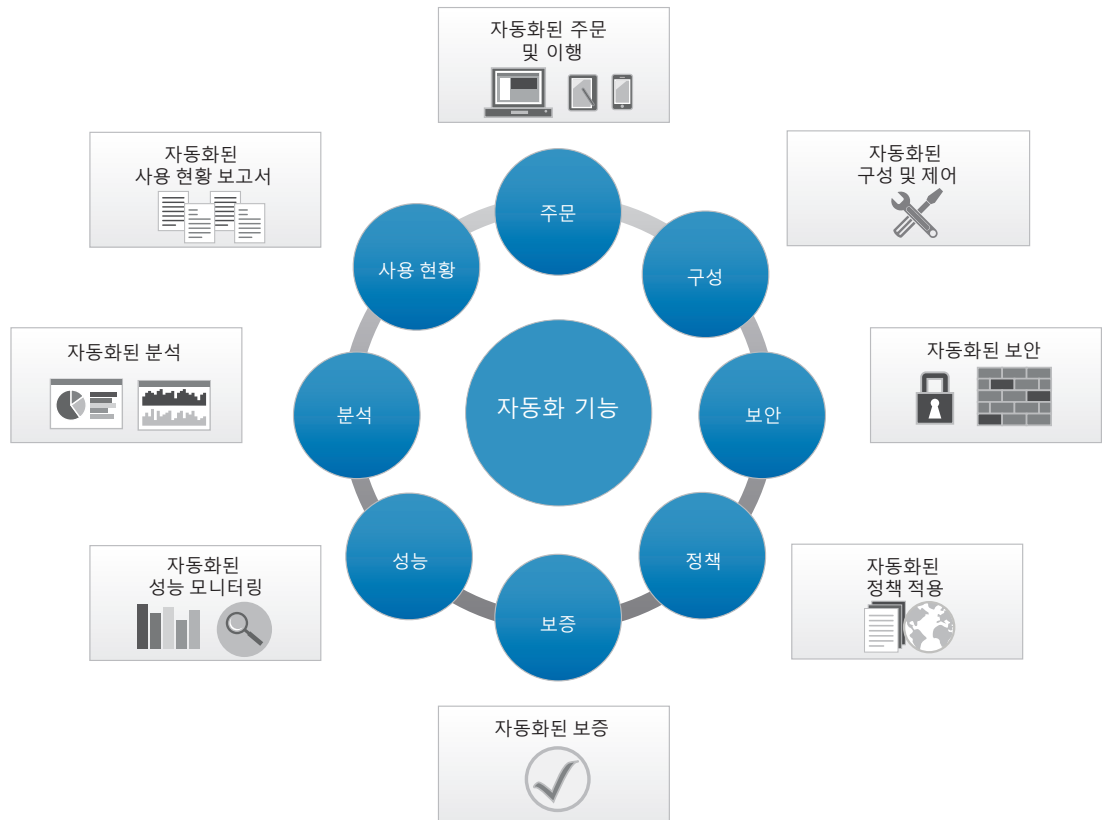 자동화된 주문
및 이행
자동화된
사용 현황 보고서
자동화된
구성 및 제어
주문
사용 현황
구성
자동화된 분석
자동화된 보안
분석
자동화 기능
보안
성능
정책
자동화된
성능 모니터링
자동화된
정책 적용
보증
자동화된 보증